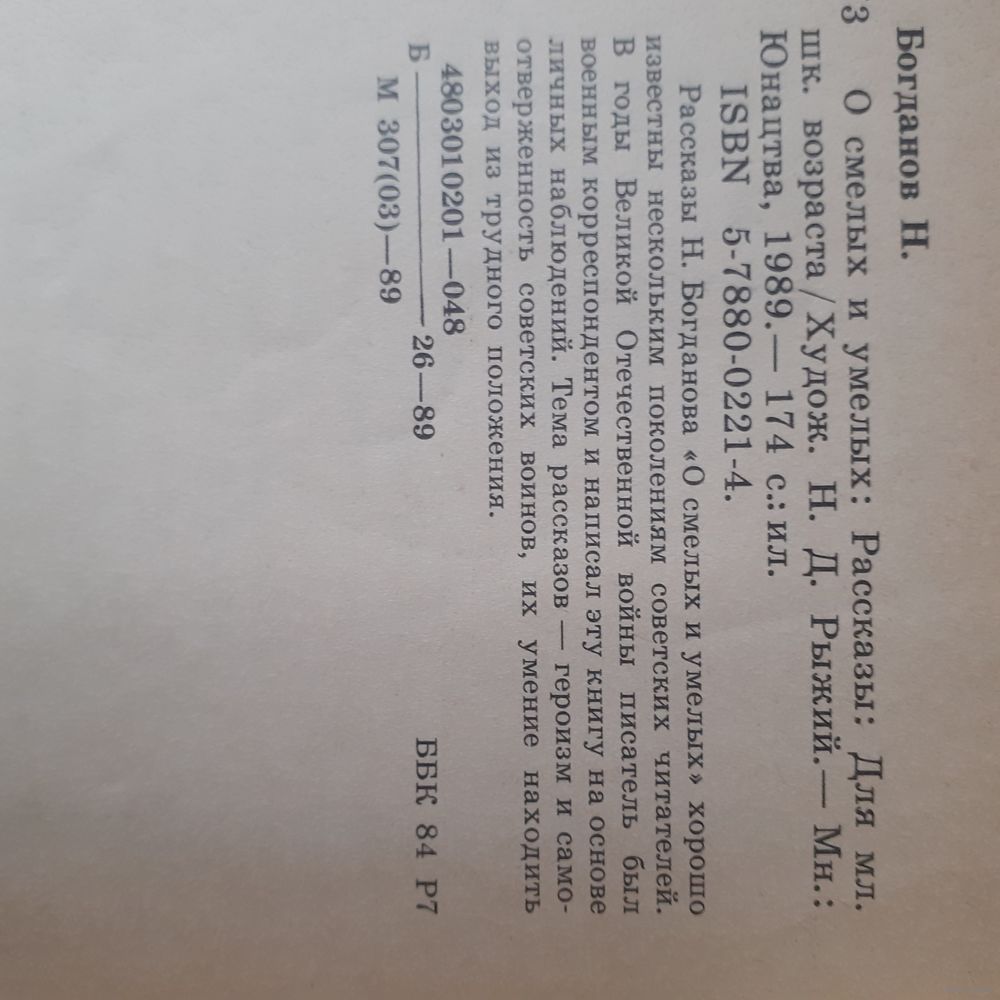 Богданов Н.
3 О смелых и умелых: Рассказы: Для мл.
шк. возраста / Худож. Н. Д. Рыжий.— Мн.:
Юнацтва, 1989.— 174 с.: ил.
ISBN 5-7880-0221-4.
Рассказы Н. Богданова «О смелых и умелых» хорошо
известны нескольким поколениям советских читателей.
В годы Великой Отечественной войны писатель был
военным корреспондентом и написал эту книгу на основе
личных наблюдений. Тема рассказов — героизм и само-
отверженность советских воинов, их умение находить
выход из трудного положения.
4803010201—048
Б ——— 26—89 ББК 84 Р7
М 307(03)—89